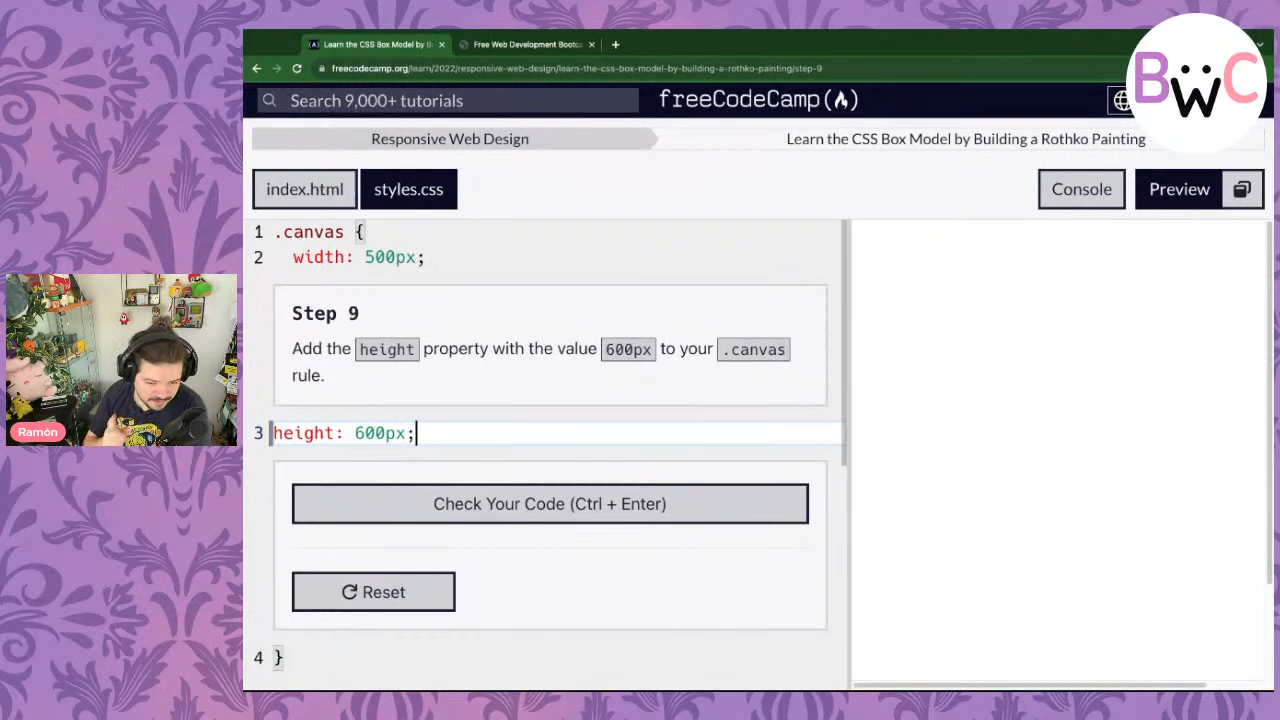 Learn the CSS Box Model by B
Free Web Development Bootca
freecodecamp.org/learn/2022/responsive-web-design/learn-the-css-box-model-by-building-a-rothko-painting/step-9
BWC
Search 9,000+ tutorials
freeCodeCamp(🔥)
Responsive Web Design
Learn the CSS Box Model by Building a Rothko Painting
index.html
styles.css
Console
Preview
1 .canvas {
2 width: 500px;
Step 9
Add the height property with the value 600px to your .canvas
rule.
3 height: 600px;
Ramón
Check Your Code (Ctrl + Enter)
Reset
4 }